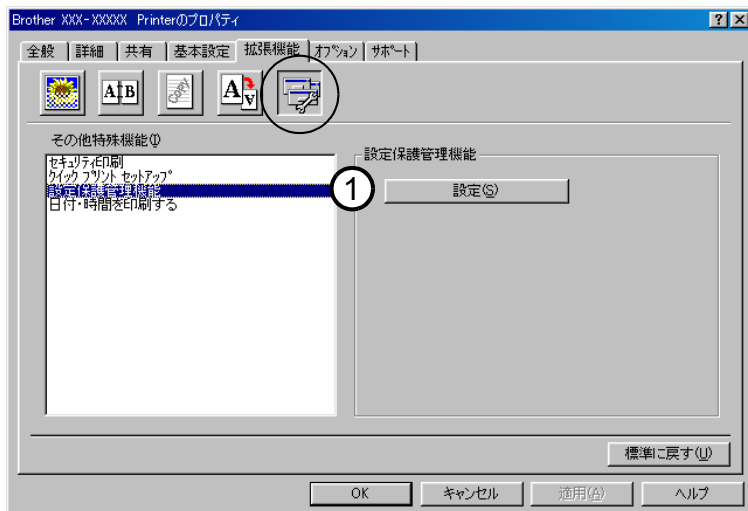 Brother XXX-XXXXX Printerのプロパティ
全般 詳細 共有 基本設定 拡張機能 オプション サポート
A B
A A
その他特殊機能(I)
セキュリティ印刷
クイック プリント セットアップ
設定保護管理機能
日付・時間を印刷する
設定保護管理機能
1
設定(S)
標準に戻す(U)
OK キャンセル 適用(A) ヘルプ